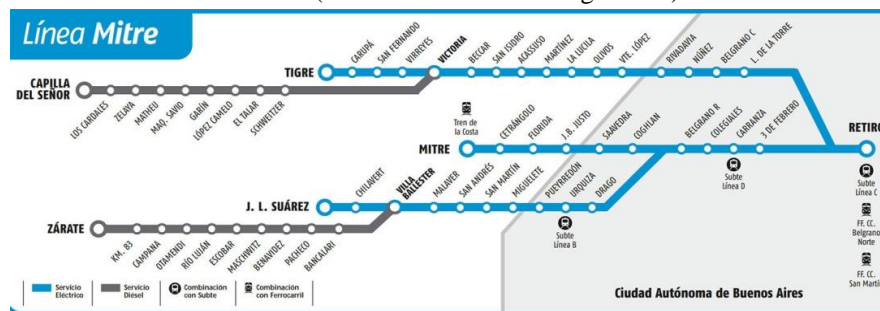 Línea Mitre
CAPILLA
DEL SEÑOR
LOS CARDALES
ZELAYA
MATHEU
MAQ. SAVIO
GARÍN
LÓPEZ CAMELO
EL TALAR
SCHWEITZER
TIGRE
CARUPÁ
SAN FERNANDO
VIRREYES
VICTORIA
BECCAR
SAN ISIDRO
ACASSUSO
MARTÍNEZ
LA LUCILA
OLIVOS
VTE. LÓPEZ
RIVADAVIA
NÚÑEZ
BELGRANO C
L. DE LA TORRE
Tren de
la Costa
MITRE
CETRÁNGOLO
FLORIDA
J.B. JUSTO
SAAVEDRA
COGHLAN
BELGRANO R
COLEGIALES
CARRANZA
3 DE FEBRERO
Subte
Línea D
RETIRO
Subte
Línea C
FF. CC.
Belgrano
Norte
FF. CC.
San Martí
J. L. SUÁREZ
CHILAVERT
VILLA
BALLESTER
MALAVER
SAN ANDRÉS
SAN MARTÍN
MIGUELETE
PUEYRREDÓN
URQUIZA
DRAGO
Subte
Línea B
ZÁRATE
KM. 83
CAMPANA
OTAMENDI
RÍO LUJÁN
ESCOBAR
MASCHWITZ
BENAVIDEZ
PACHECO
BANCALARI
Servicio
Eléctrico
Servicio
Diésel
Combinación
con Subte
Combinación
con Ferrocarril
Ciudad Autónoma de Buenos Aires